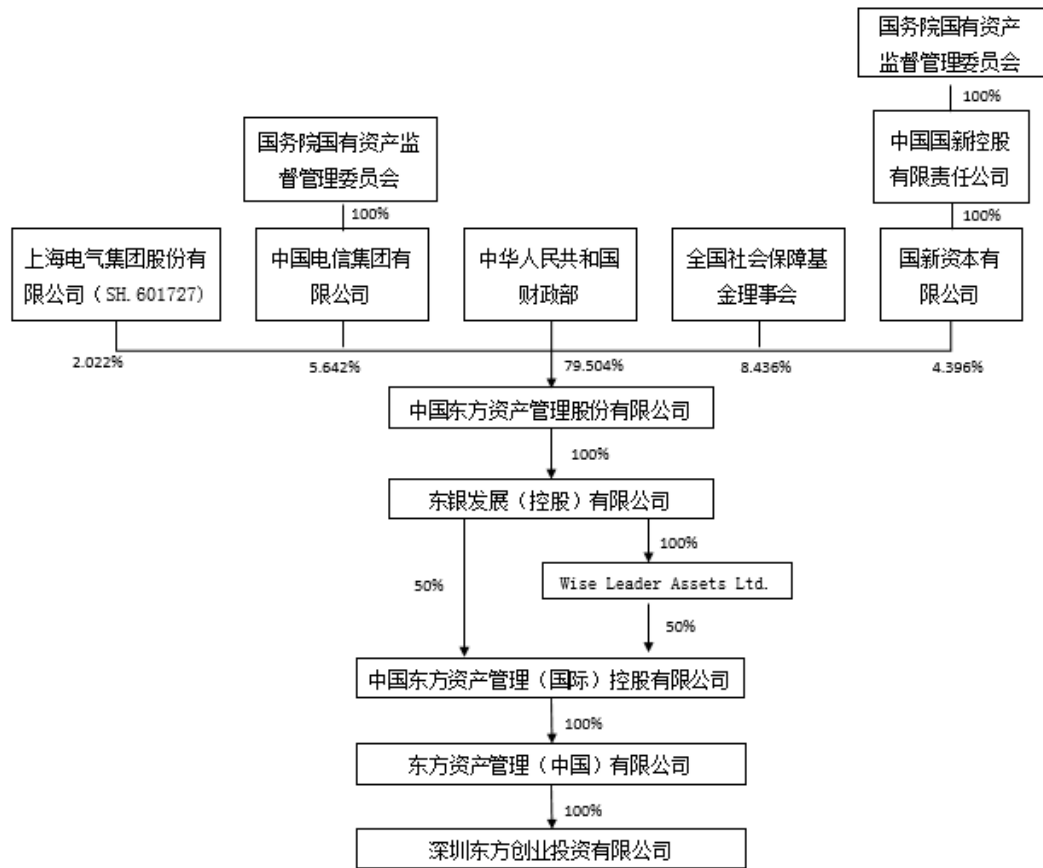 国务院国有资产
监督管理委员会
100%
国务院国有资产监
督管理委员会
中国国新控股
有限责任公司
100%
100%
上海电气集团股份有
限公司（SH.601727)
中国电信集团有
限公司
中华人民共和国
财政部
全国社会保障基
金理事会
国新资本有
限公司
2.022%
5.642%
79.504%
8.436%
4.396%
中国东方资产管理股份有限公司
100%
东银发展（控股）有限公司
100%
50%
Wise Leader Assets Ltd.
50%
中国东方资产管理（国际）控股有限公司
100%
东方资产管理（中国）有限公司
100%
深圳东方创业投资有限公司